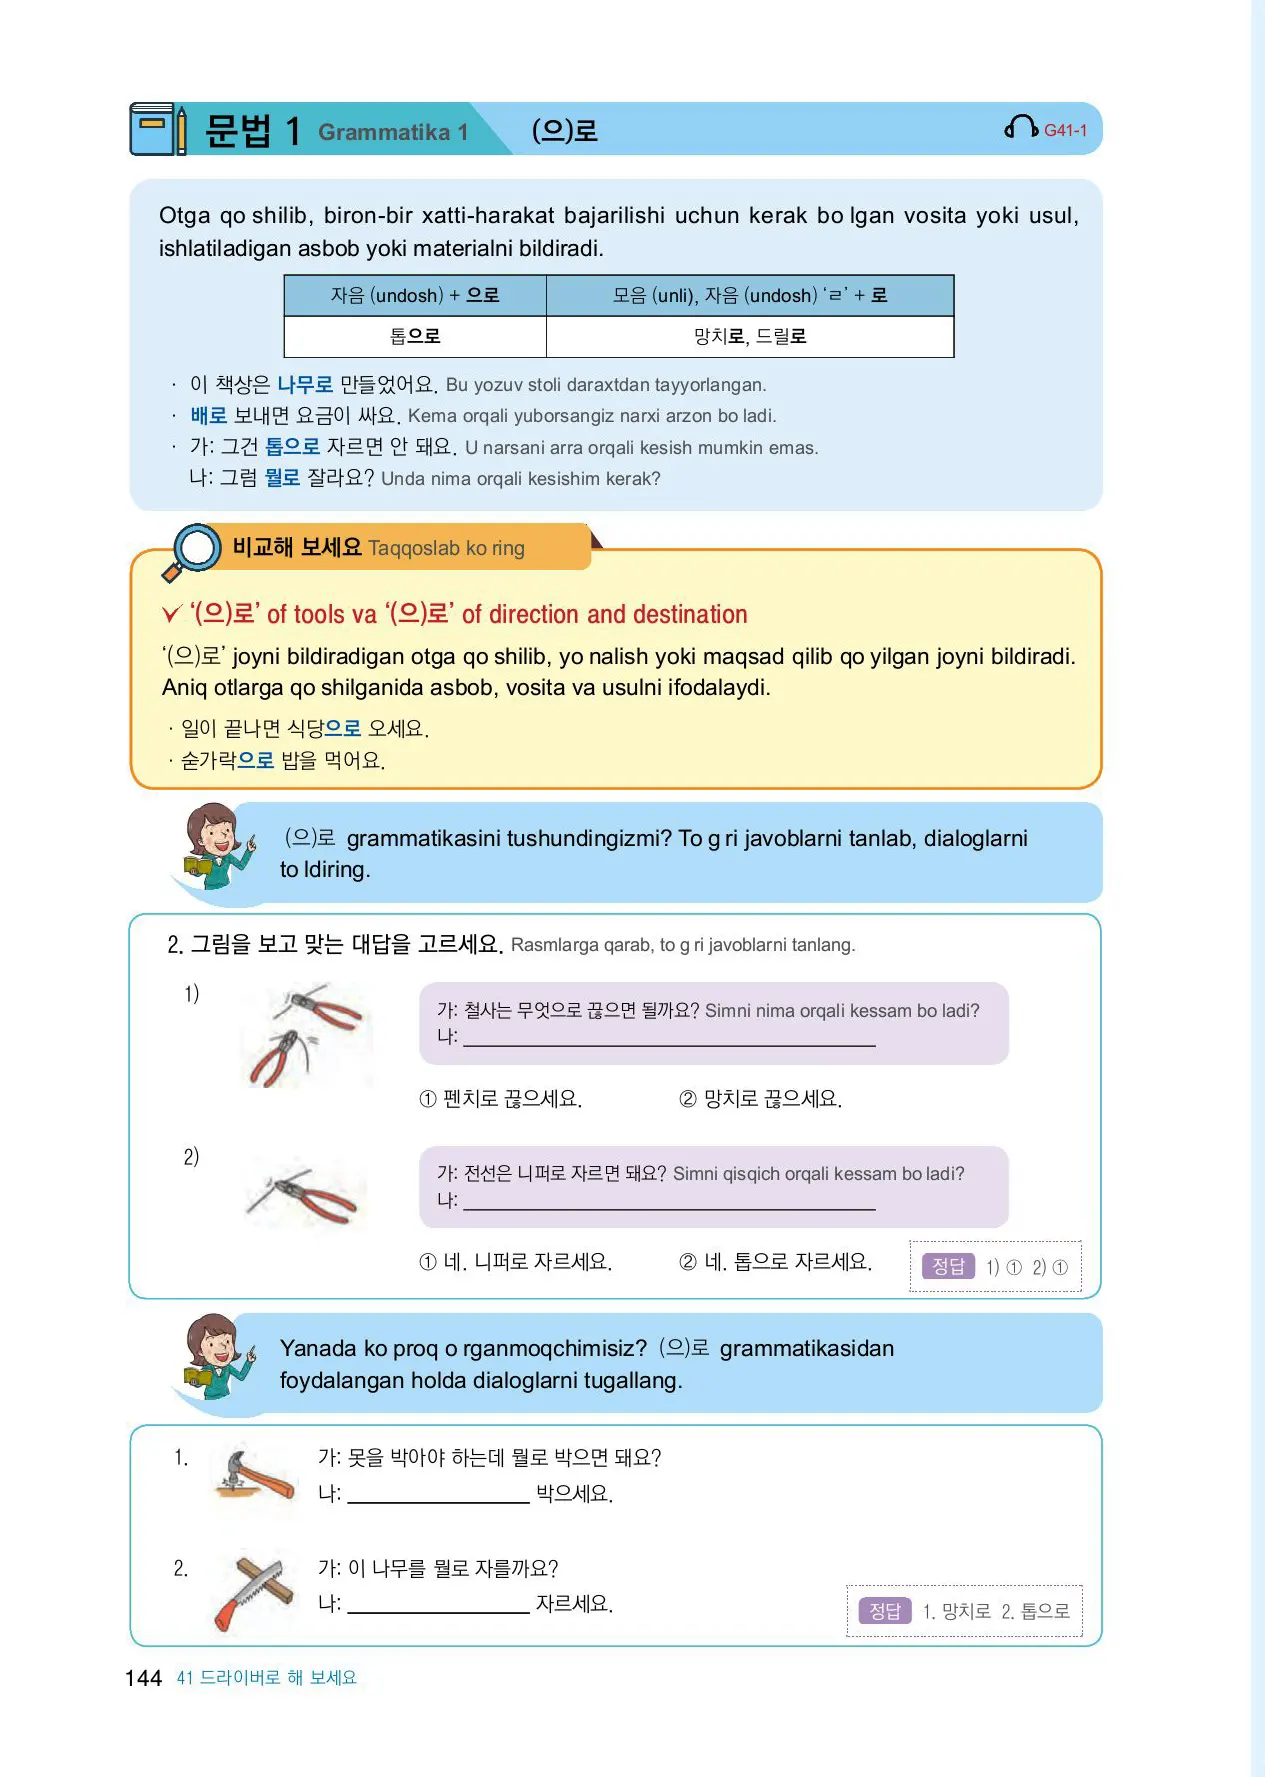 문법 1 Grammatika 1 (으)로 G41-1
Otga qo shilib, biron-bir xatti-harakat bajarilishi uchun kerak bo lgan vosita yoki usul,
ishlatiladigan asbob yoki materialni bildiradi.
자음 (undosh) + 으로 모음 (unli), 자음 (undosh) ‘ㄹ’ + 로
톱으로 망치로, 드릴로
· 이 책상은 나무로 만들었어요. Bu yozuv stoli daraxtdan tayyorlangan.
· 배로 보내면 요금이 싸요. Kema orqali yuborsangiz narxi arzon bo ladi.
· 가: 그건 톱으로 자르면 안 돼요. U narsani arra orqali kesish mumkin emas.
나: 그럼 뭘로 잘라요? Unda nima orqali kesishim kerak?
비교해 보세요 Taqqoslab ko ring
‘(으)로’ of tools va ‘(으)로’ of direction and destination
‘(으)로’ joyni bildiradigan otga qo shilib, yo nalish yoki maqsad qilib qo yilgan joyni bildiradi.
Aniq otlarga qo shilganida asbob, vosita va usulni ifodalaydi.
· 일이 끝나면 식당으로 오세요.
· 숟가락으로 밥을 먹어요.
(으)로 grammatikasini tushundingizmi? To g ri javoblarni tanlab, dialoglarni
to ldiring.
2. 그림을 보고 맞는 대답을 고르세요. Rasmlarga qarab, to g ri javoblarni tanlang.
1)
가: 철사는 무엇으로 끊으면 될까요? Simni nima orqali kessam bo ladi?
나: ____________________
① 펜치로 끊으세요. ② 망치로 끊으세요.
2)
가: 전선은 니퍼로 자르면 돼요? Simni qisqich orqali kessam bo ladi?
나: ____________________
① 네. 니퍼로 자르세요. ② 네. 톱으로 자르세요.
정답 1) ① 2) ①
Yanada ko proq o rganmoqchimisiz? (으)로 grammatikasidan
foydalangan holda dialoglarni tugallang.
1. 가: 못을 박아야 하는데 뭘로 박으면 돼요?
나: ____________________ 박으세요.
2. 가: 이 나무를 뭘로 자를까요?
나: ____________________ 자르세요.
정답 1. 망치로 2. 톱으로
144 41 드라이버로 해 보세요